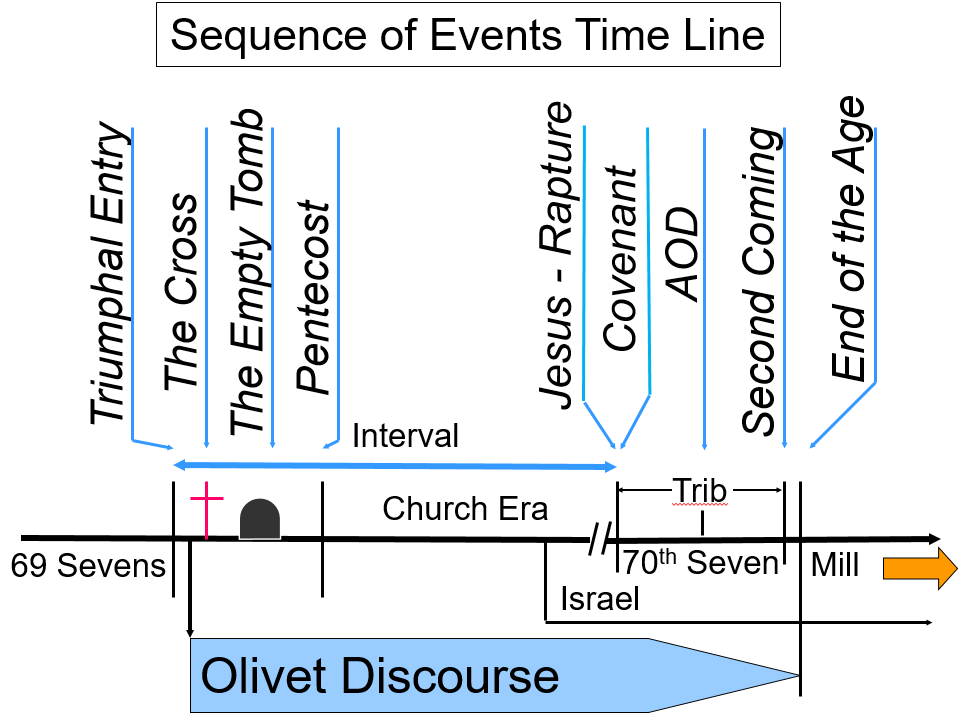 Sequence of Events Time Line
Triumphal Entry
The Cross
The Empty Tomb
Pentecost
Jesus - Rapture
Covenant
AOD
Second Coming
End of the Age
Interval
Trib
Church Era
69 Sevens
70th Seven
Mill
Israel
Olivet Discourse